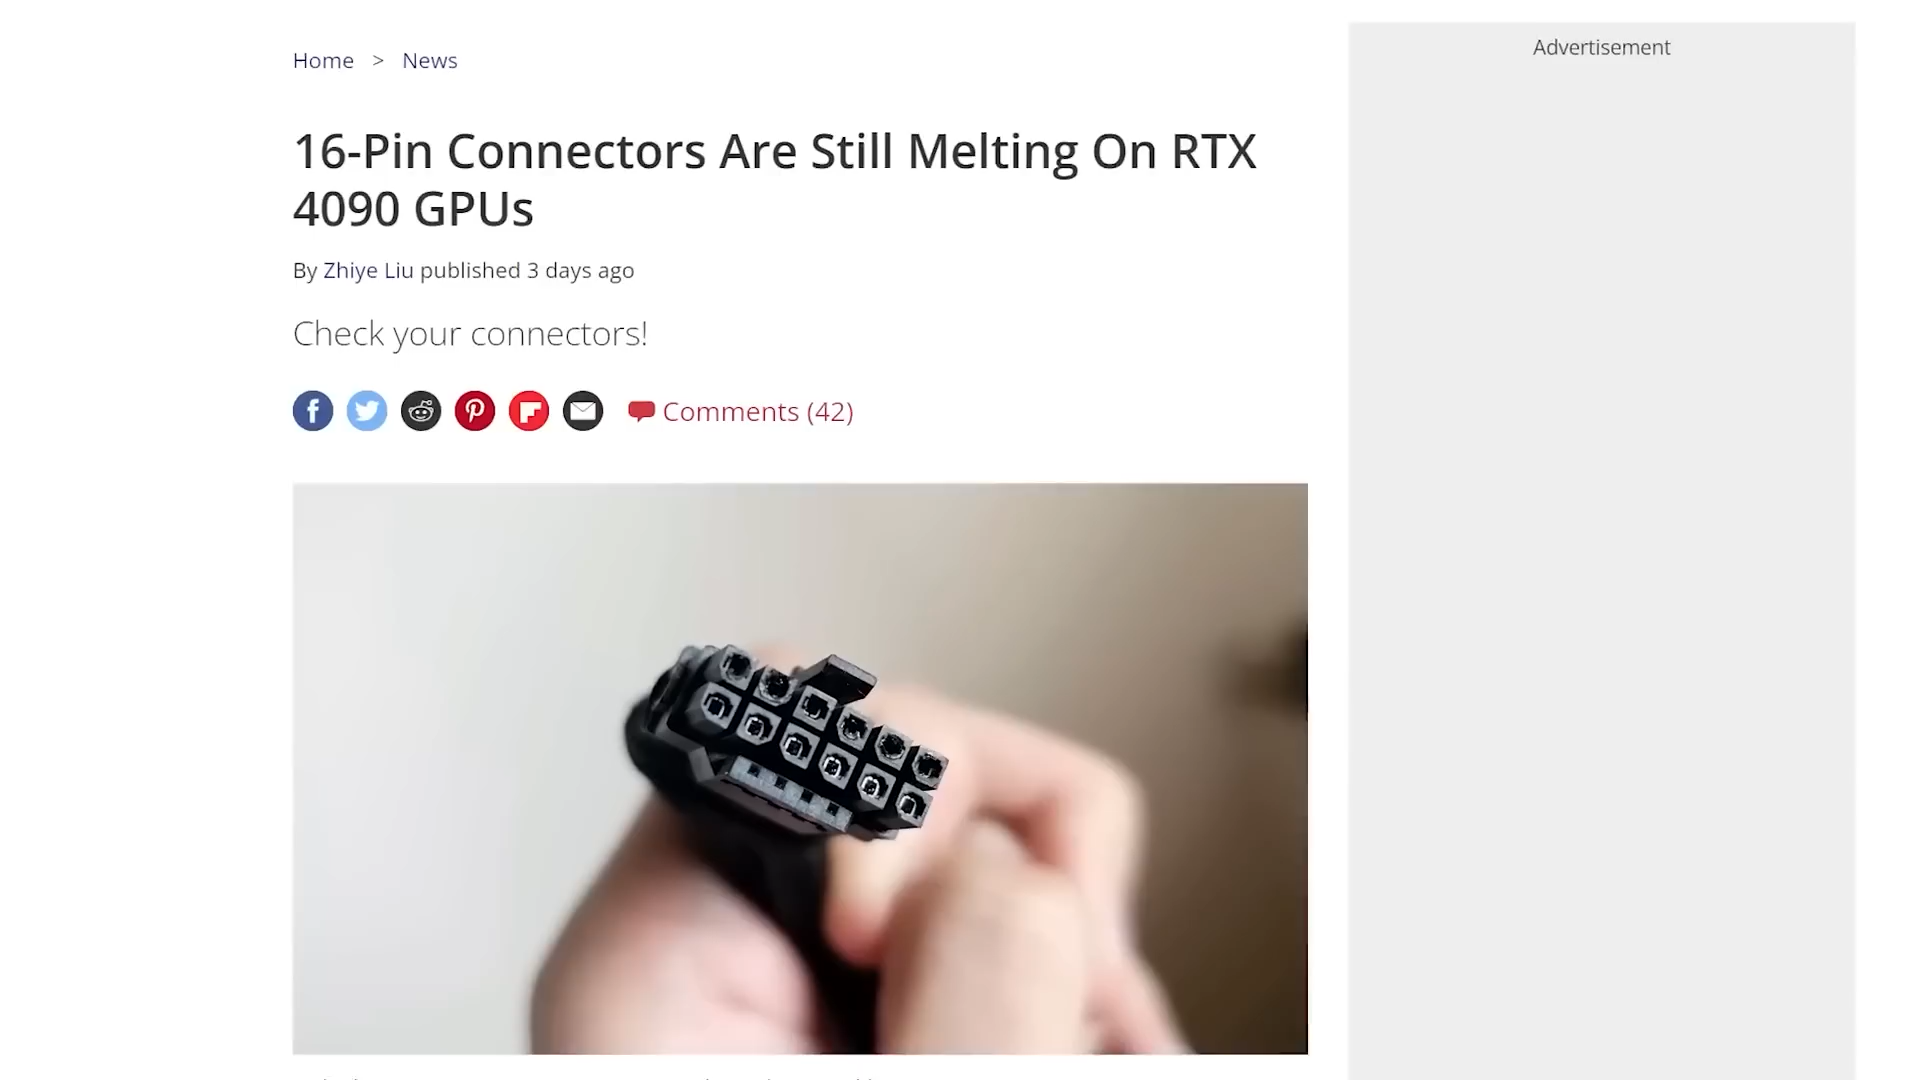 Home > News
Advertisement
16-Pin Connectors Are Still Melting On RTX
4090 GPUs
By Zhiye Liu published 3 days ago
Check your connectors!
Comments (42)